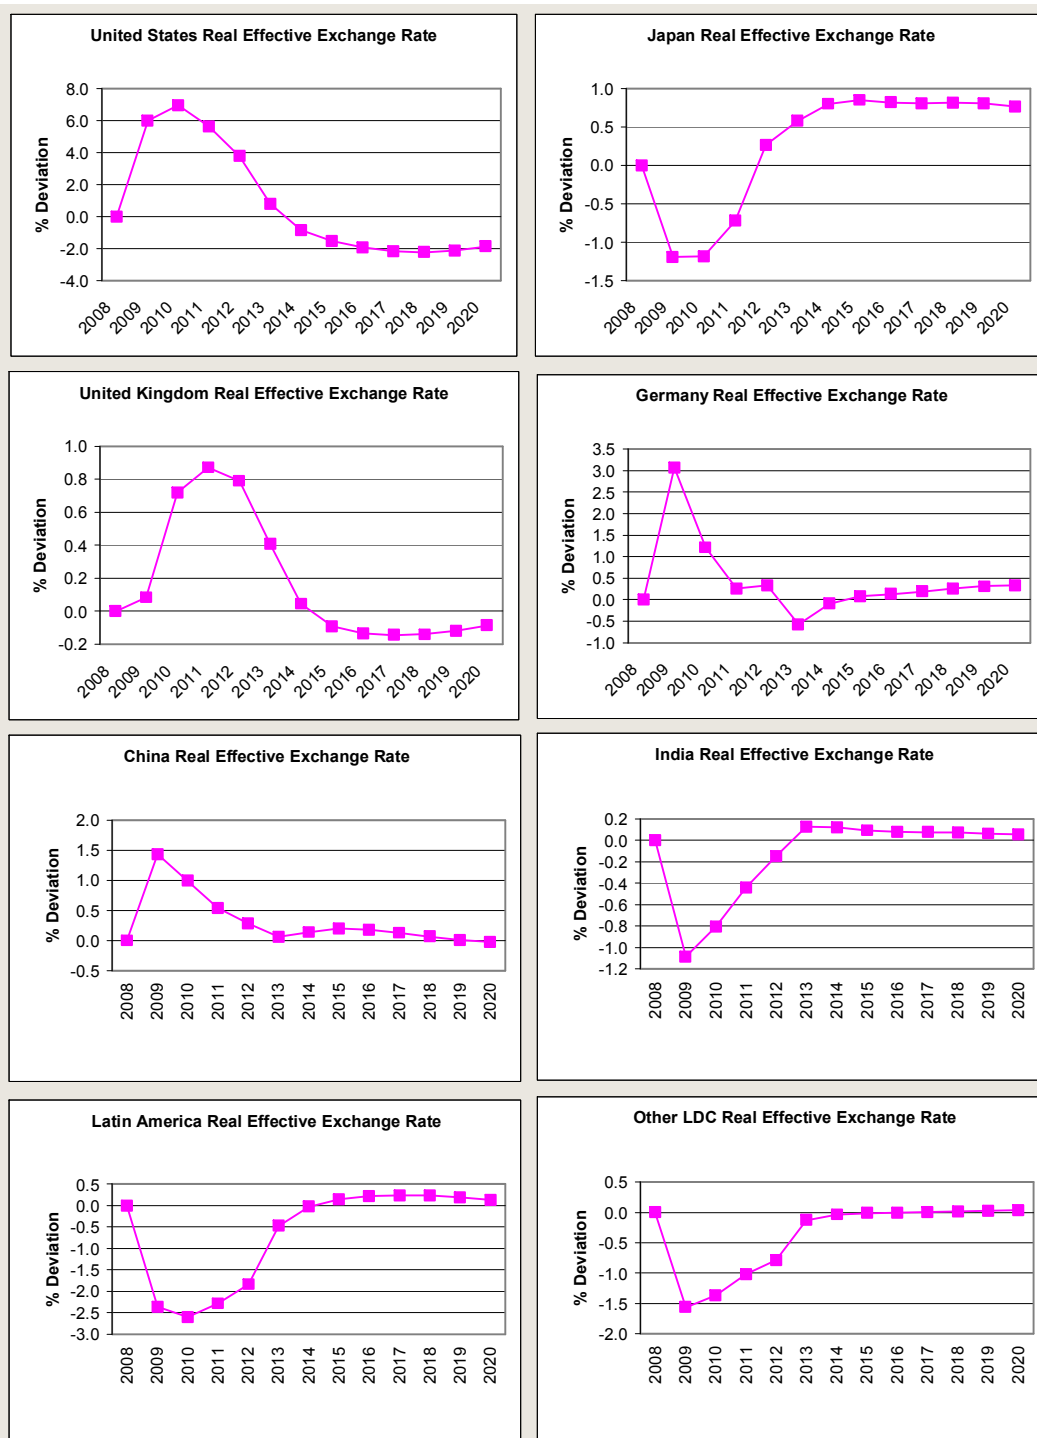 United States Real Effective Exchange Rate
% Deviation
8.0
6.0
4.0
2.0
0.0
-2.0
-4.0
2008 2009 2010 2011 2012 2013 2014 2015 2016 2017 2018 2019 2020
Japan Real Effective Exchange Rate
% Deviation
1.0
0.5
0.0
-0.5
-1.0
-1.5
2008 2009 2010 2011 2012 2013 2014 2015 2016 2017 2018 2019 2020
United Kingdom Real Effective Exchange Rate
% Deviation
1.0
0.8
0.6
0.4
0.2
0.0
-0.2
2008 2009 2010 2011 2012 2013 2014 2015 2016 2017 2018 2019 2020
Germany Real Effective Exchange Rate
% Deviation
3.5
3.0
2.5
2.0
1.5
1.0
0.5
0.0
-0.5
-1.0
2008 2009 2010 2011 2012 2013 2014 2015 2016 2017 2018 2019 2020
China Real Effective Exchange Rate
% Deviation
2.0
1.5
1.0
0.5
0.0
-0.5
2008 2009 2010 2011 2012 2013 2014 2015 2016 2017 2018 2019 2020
India Real Effective Exchange Rate
% Deviation
0.2
0.0
-0.2
-0.4
-0.6
-0.8
-1.0
-1.2
2008 2009 2010 2011 2012 2013 2014 2015 2016 2017 2018 2019 2020
Latin America Real Effective Exchange Rate
% Deviation
0.5
0.0
-0.5
-1.0
-1.5
-2.0
-2.5
-3.0
2008 2009 2010 2011 2012 2013 2014 2015 2016 2017 2018 2019 2020
Other LDC Real Effective Exchange Rate
% Deviation
0.5
0.0
-0.5
-1.0
-1.5
-2.0
2008 2009 2010 2011 2012 2013 2014 2015 2016 2017 2018 2019 2020